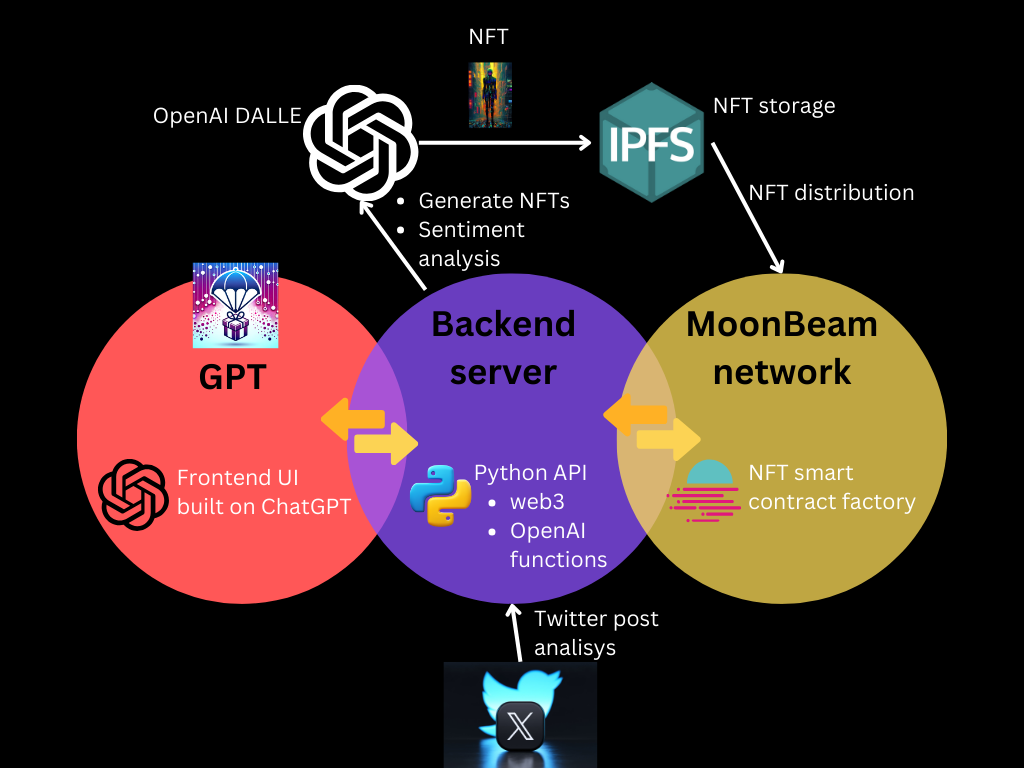 NFT
OpenAI DALLE
IPFS
NFT storage
NFT distribution
• Generate NFTs
• Sentiment
analysis
GPT
Backend
server
MoonBeam
network
Frontend UI
built on ChatGPT
Python API
• web3
• OpenAI
functions
NFT smart
contract factory
Twitter post
analisys
X